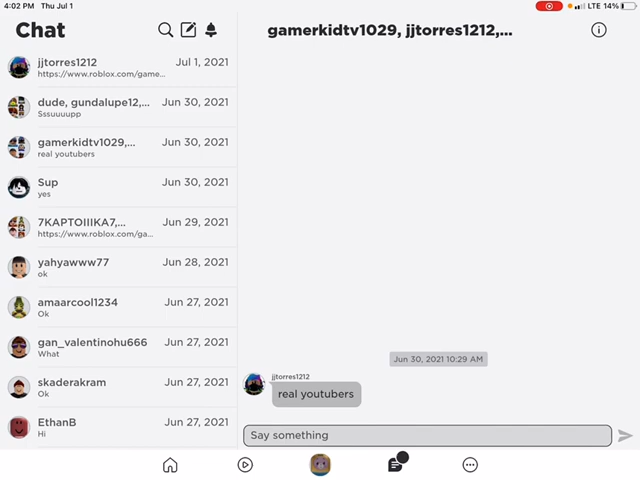 4:02 PM Thu Jul 1
LTE 14%
Chat
gamerkidtv1029, jjtorres1212,...
jjtorres1212 Jul 1, 2021
https://www.roblox.com/game...
dude, gundalupe12,... Jun 30, 2021
Sssuuuupp
gamerkidtv1029,... Jun 30, 2021
real youtubers
Sup Jun 30, 2021
yes
7KAPTOIIIKA7,... Jun 29, 2021
https://www.roblox.com/ga...
yahyawww77 Jun 28, 2021
ok
amaarcool1234 Jun 27, 2021
Ok
gan_valentinohu666 Jun 27, 2021
What
skaderakram Jun 27, 2021
Ok
EthanB Jun 27, 2021
Hi
Jun 30, 2021 10:29 AM
jjtorres1212
real youtubers
Say something